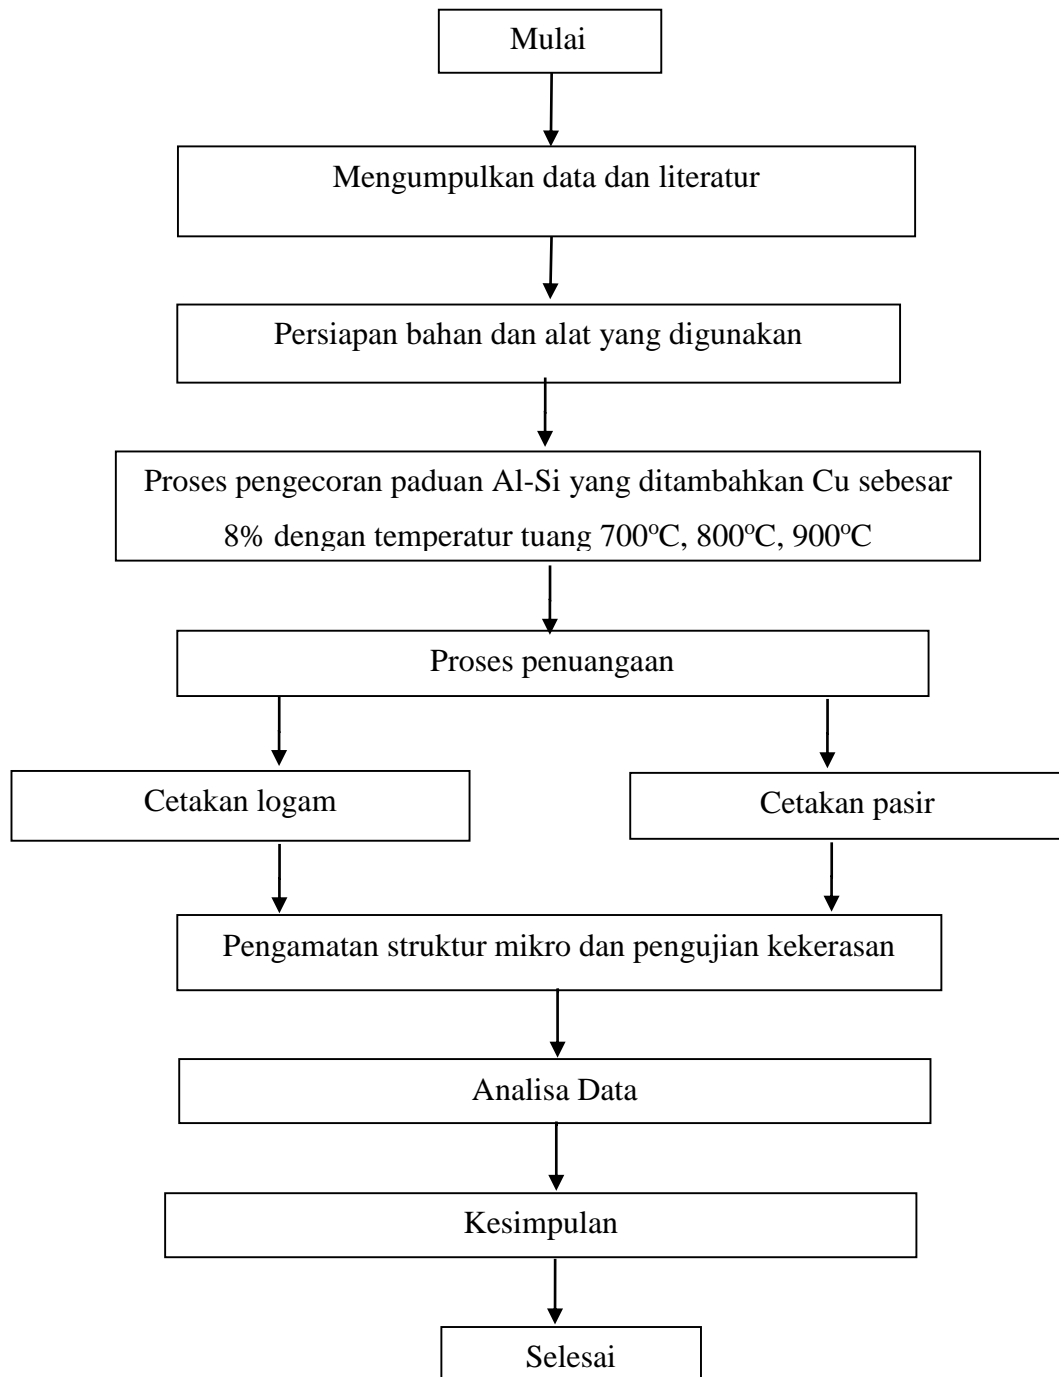 Mulai
Mengumpulkan data dan literatur
Persiapan bahan dan alat yang digunakan
Proses pengecoran paduan Al-Si yang ditambahkan Cu sebesar
8% dengan temperatur tuang 700ºC, 800ºC, 900ºC
Proses penuangaan
Cetakan logam
Cetakan pasir
Pengamatan struktur mikro dan pengujian kekerasan
Analisa Data
Kesimpulan
Selesai